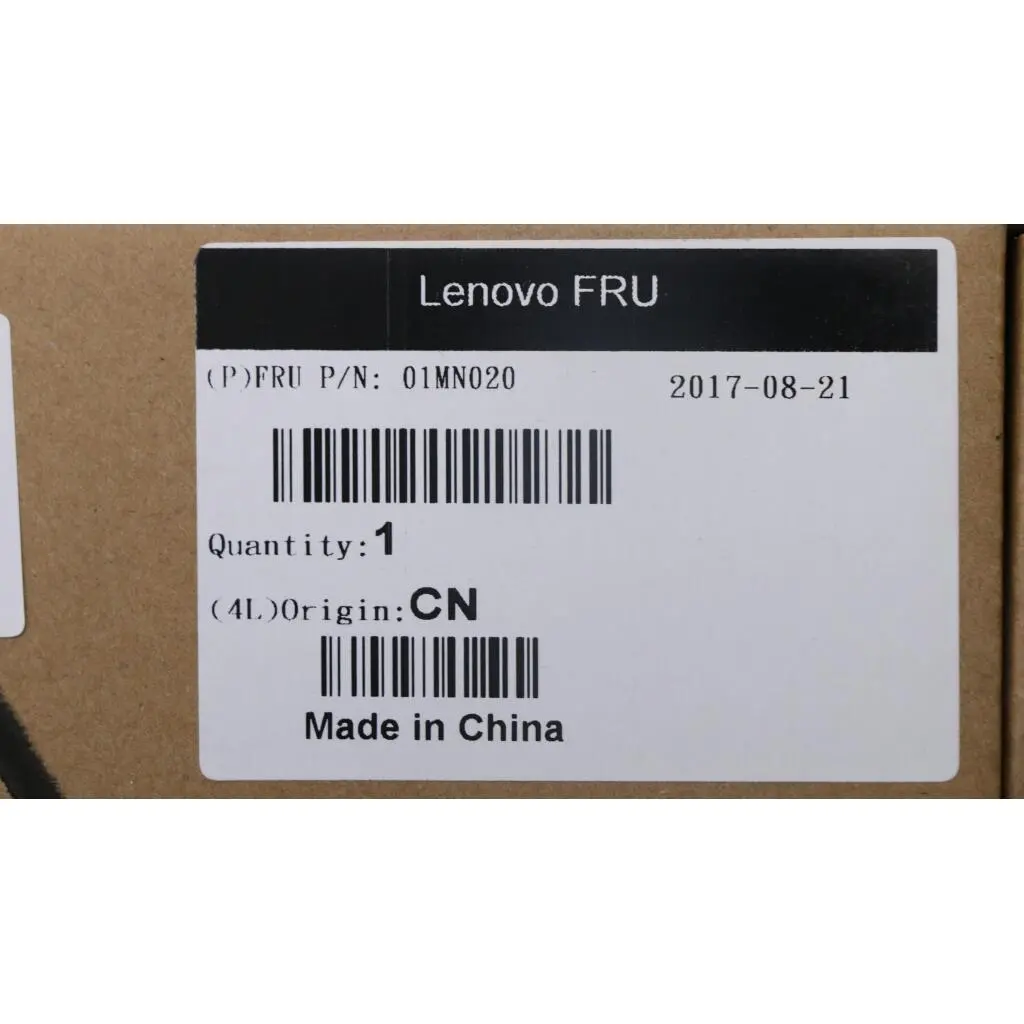 Lenovo FRU
(P)FRU P/N: 01MN020
2017-08-21
Quantity:1
(4L)Origin:CN
Made in China